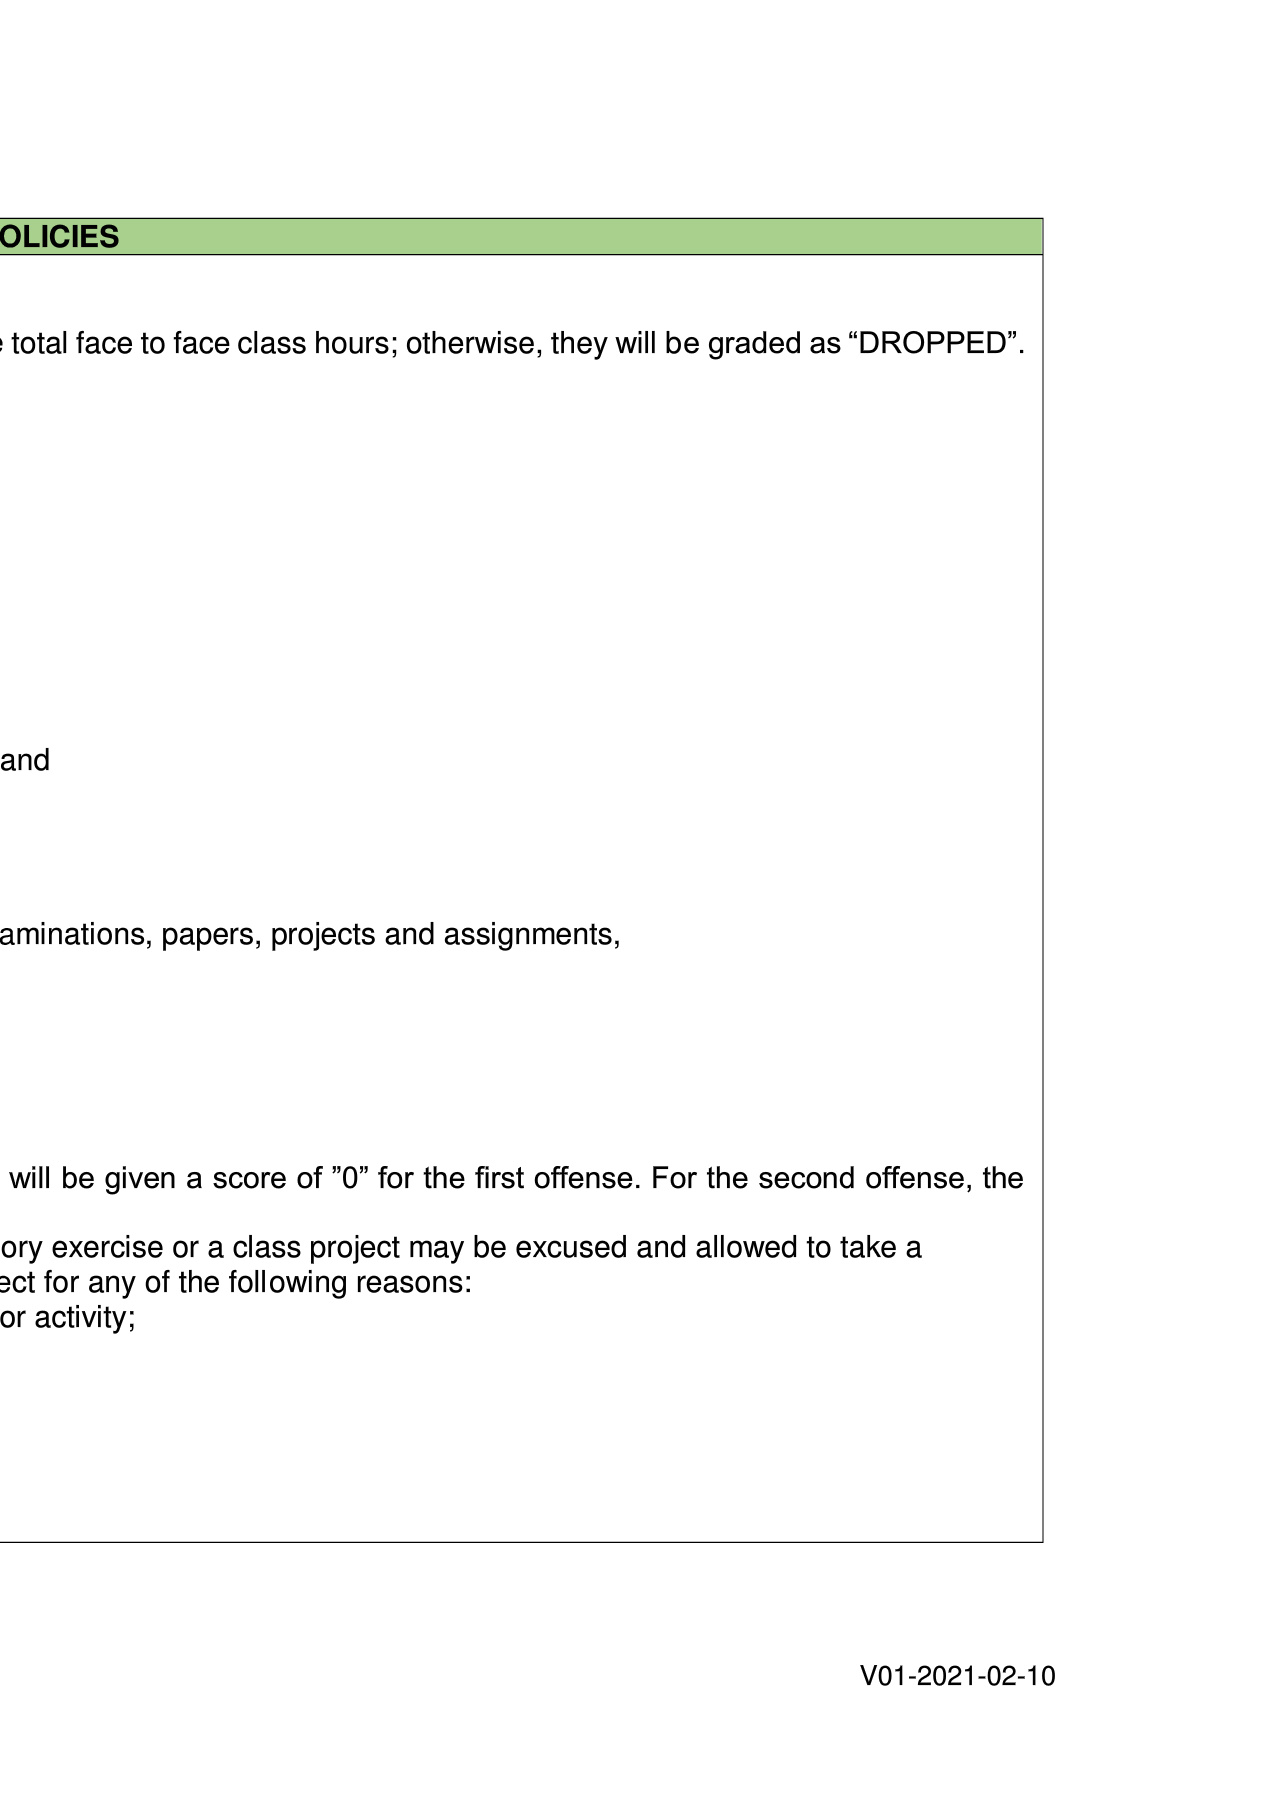 OLICIES
total face to face class hours; otherwise, they will be graded as “DROPPED”.
and
aminations, papers, projects and assignments,
will be given a score of ”0” for the first offense. For the second offense, the
ory exercise or a class project may be excused and allowed to take a
ect for any of the following reasons:
or activity;
V01-2021-02-10